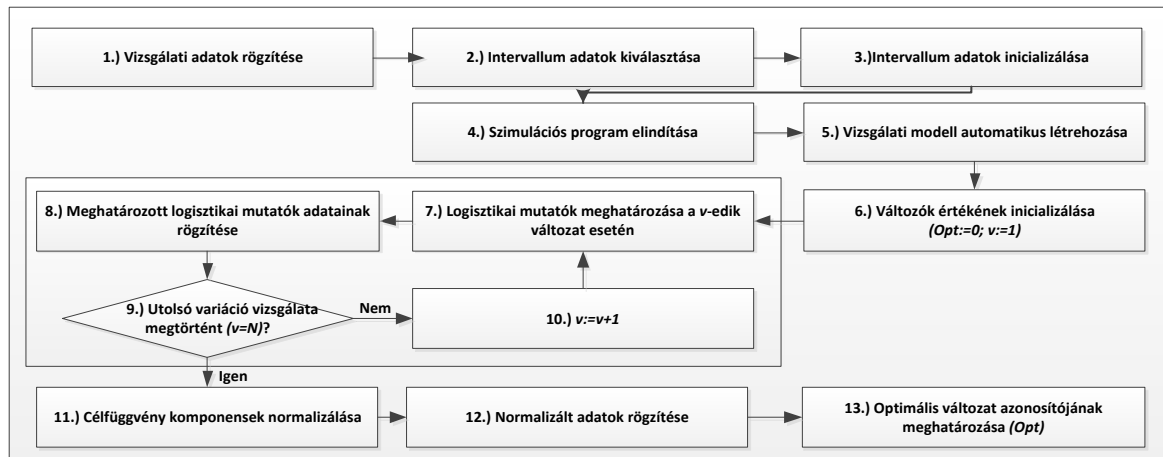 1.) Vizsgálati adatok rögzítése
2.) Intervallum adatok kiválasztása
3.)Intervallum adatok inicializálása
4.) Szimulációs program elindítása
5.) Vizsgálati modell automatikus létrehozása
6.) Változók értékének inicializálása
(Opt:=0; v:=1)
7.) Logisztikai mutatók meghatározása a v-edik
változat esetén
8.) Meghatározott logisztikai mutatók adatainak
rögzítése
9.) Utolsó variáció vizsgálata
megtörtént (v=N)?
Nem
10.) v:=v+1
Igen
11.) Célfüggvény komponensek normalizálása
12.) Normalizált adatok rögzítése
13.) Optimális változat azonosítójának
meghatározása (Opt)